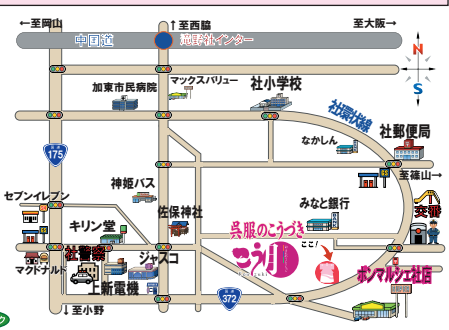 ←至岡山
↑至西脇
至大阪→
中国道
滝野社インター
N
S
加東市民病院
マックスバリュー
社小学校
社環状線
社郵便局
なかしん
175
至篠山→
神姫バス
セブンイレブン
みなと銀行
交番
佐保神社
キリン堂
呉服のこうづき
ここ!
社警察
ジャスコ
マクドナルド
ボンマルシェ社店
上新電機
372
↓至小野
ク